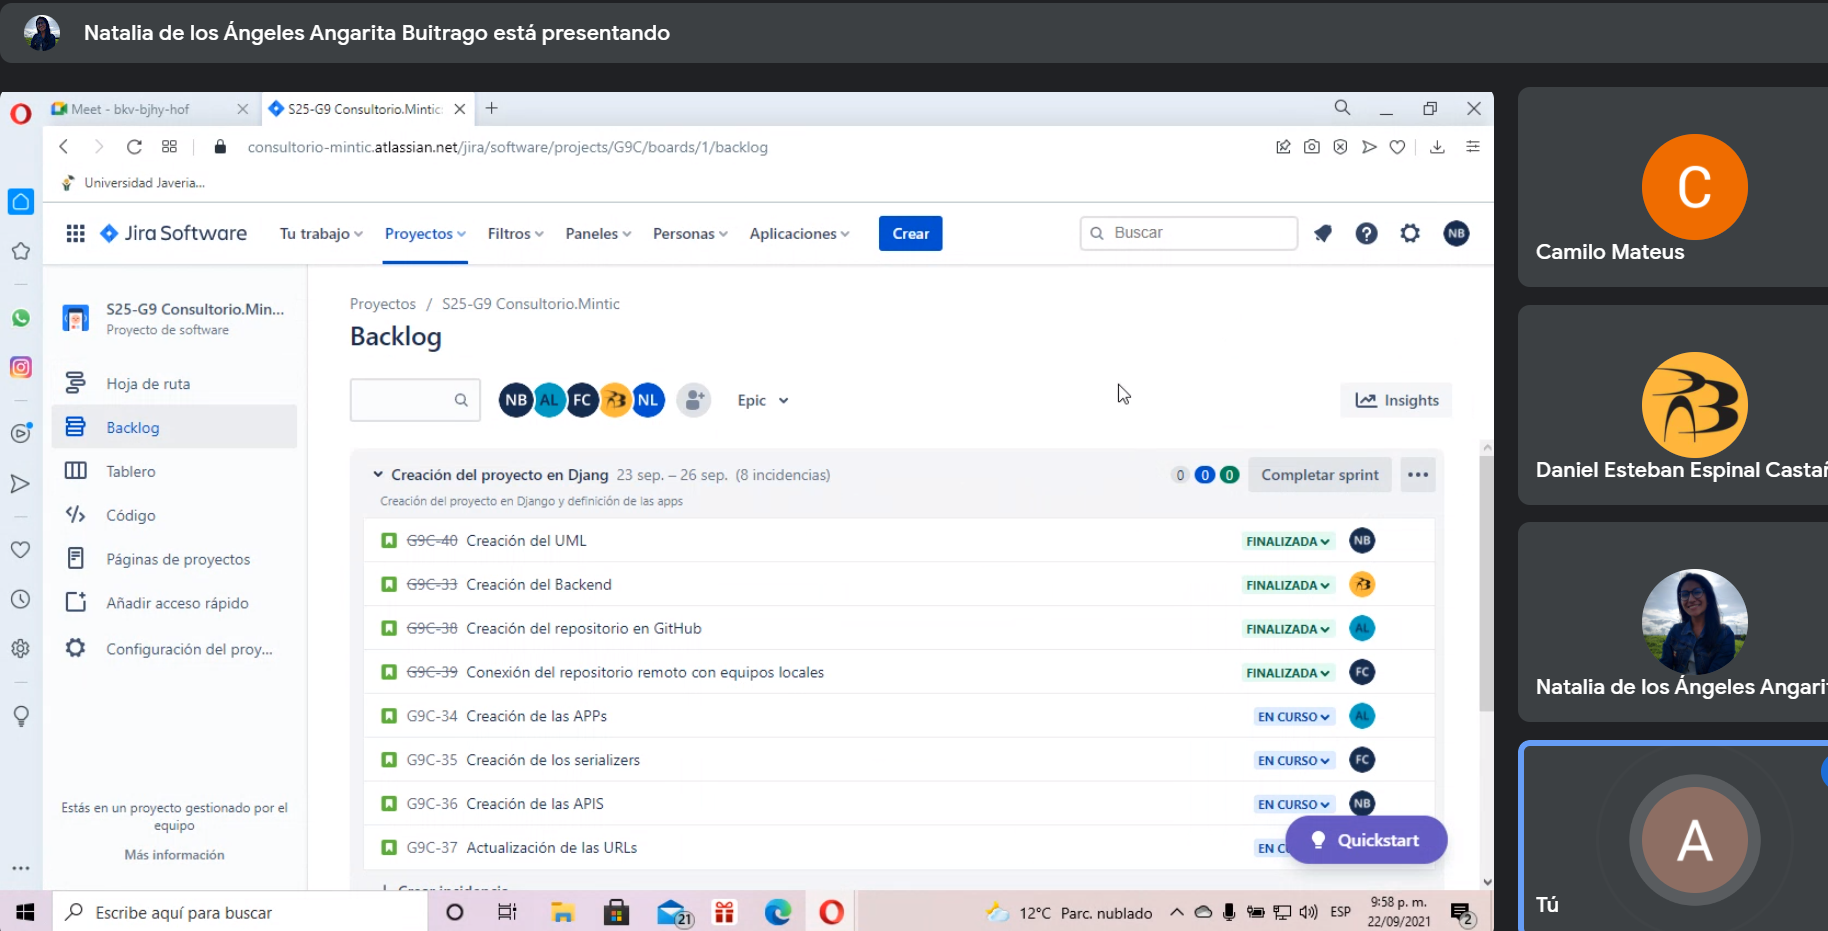 Natalia de los Ángeles Angarita Buitrago está presentando
Meet - bkv-bjhy-hof
S25-G9 Consultorio.Mintic:
consultorio-mintic.atlassian.net/jira/software/projects/G9C/boards/1/backlog
Universidad Javeria...
Jira Software
Tu trabajo
Proyectos
Filtros
Paneles
Personas
Aplicaciones
Crear
Buscar
NB
S25-G9 Consultorio.Min...
Proyecto de software
Hoja de ruta
Backlog
Tablero
Código
Páginas de proyectos
Añadir acceso rápido
Configuración del proy...
Estás en un proyecto gestionado por el
equipo
Más información
Proyectos / S25-G9 Consultorio.Mintic
Backlog
NB AL FC NL
Epic
Insights
Creación del proyecto en Djang 23 sep. – 26 sep. (8 incidencias)
0 0 0
Completar sprint
Creación del proyecto en Django y definición de las apps
G9C-40 Creación del UML FINALIZADA NB
G9C-33 Creación del Backend FINALIZADA
G9C-38 Creación del repositorio en GitHub FINALIZADA AL
G9C-39 Conexión del repositorio remoto con equipos locales FINALIZADA FC
G9C-34 Creación de las APPs EN CURSO AL
G9C-35 Creación de los serializers EN CURSO FC
G9C-36 Creación de las APIS EN CURSO NB
G9C-37 Actualización de las URLs EN C
Quickstart
Crear incidencia
Escribe aquí para buscar
21
12°C Parc. nublado
ESP
9:58 p. m.
22/09/2021
2
C
Camilo Mateus
Daniel Esteban Espinal Castañ
Natalia de los Ángeles Angarit
A
Tú